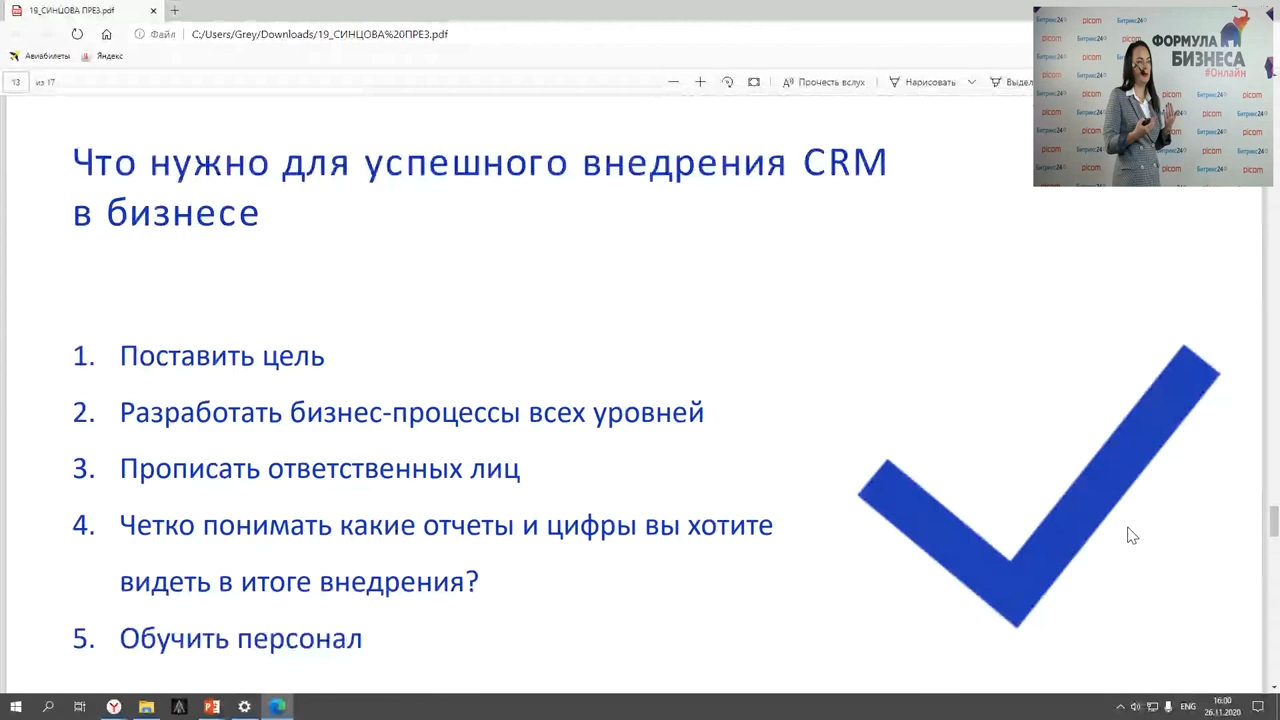 19_СИНЦОВА ПРЕЗ.pdf
Файл C:/Users/Grey/Downloads/19_СИНЦОВА%20ПРЕЗ.pdf
Авиабилеты Яндекс
13 из 17 Прочесть вслух Нарисовать Выдел
Битрикс24 picom Битрикс24
ФОРМУЛА
БИЗНЕСА
#Онлайн
Что нужно для успешного внедрения CRM
в бизнесе
1. Поставить цель
2. Разработать бизнес-процессы всех уровней
3. Прописать ответственных лиц
4. Четко понимать какие отчеты и цифры вы хотите
видеть в итоге внедрения?
5. Обучить персонал
ENG
16:00
26.11.2020